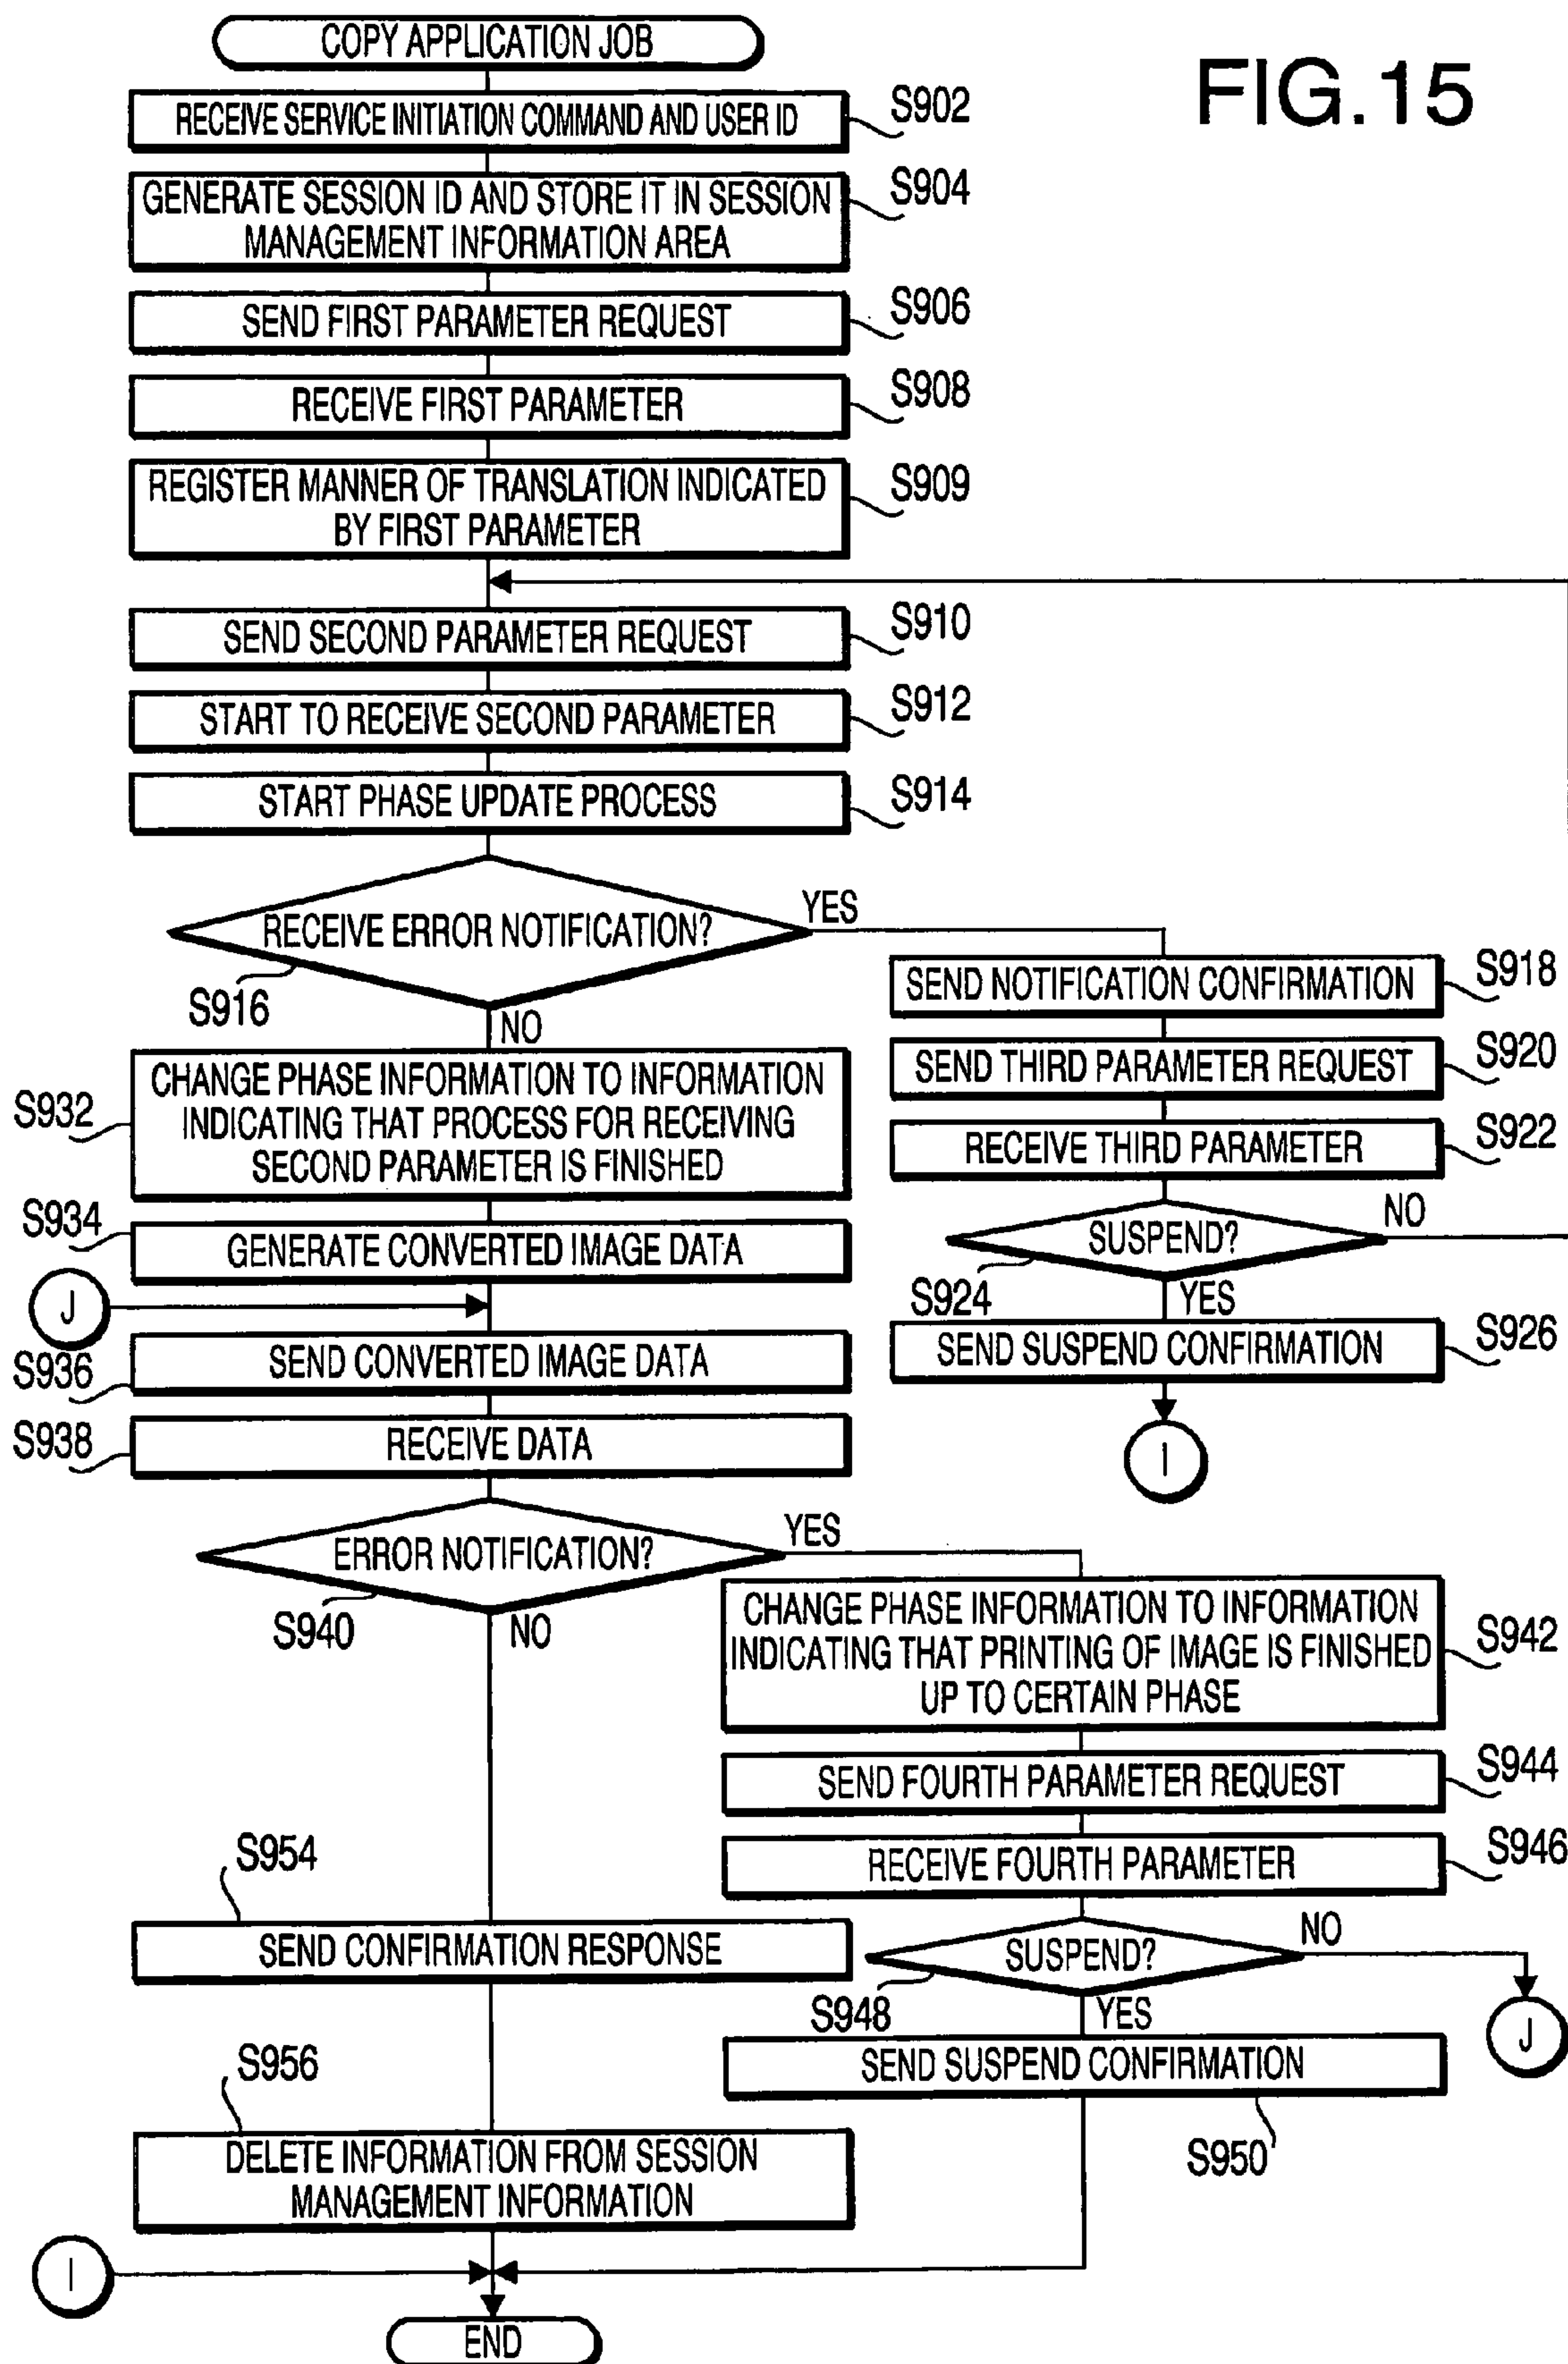 FIG.15
COPY APPLICATION JOB
RECEIVE SERVICE INITIATION COMMAND AND USER ID
S902
GENERATE SESSION ID AND STORE IT IN SESSION
MANAGEMENT INFORMATION AREA
S904
SEND FIRST PARAMETER REQUEST
S906
RECEIVE FIRST PARAMETER
S908
REGISTER MANNER OF TRANSLATION INDICATED
BY FIRST PARAMETER
S909
SEND SECOND PARAMETER REQUEST
S910
START TO RECEIVE SECOND PARAMETER
S912
START PHASE UPDATE PROCESS
S914
RECEIVE ERROR NOTIFICATION?
YES
S916
NO
SEND NOTIFICATION CONFIRMATION
S918
SEND THIRD PARAMETER REQUEST
S920
RECEIVE THIRD PARAMETER
S922
SUSPEND?
NO
S924
YES
SEND SUSPEND CONFIRMATION
S926
I
S932
CHANGE PHASE INFORMATION TO INFORMATION
INDICATING THAT PROCESS FOR RECEIVING
SECOND PARAMETER IS FINISHED
S934
GENERATE CONVERTED IMAGE DATA
J
S936
SEND CONVERTED IMAGE DATA
S938
RECEIVE DATA
ERROR NOTIFICATION?
YES
S940
NO
CHANGE PHASE INFORMATION TO INFORMATION
INDICATING THAT PRINTING OF IMAGE IS FINISHED
UP TO CERTAIN PHASE
S942
SEND FOURTH PARAMETER REQUEST
S944
RECEIVE FOURTH PARAMETER
S946
SUSPEND?
NO
S948
YES
J
SEND SUSPEND CONFIRMATION
S950
S954
SEND CONFIRMATION RESPONSE
S956
DELETE INFORMATION FROM SESSION
MANAGEMENT INFORMATION
I
END